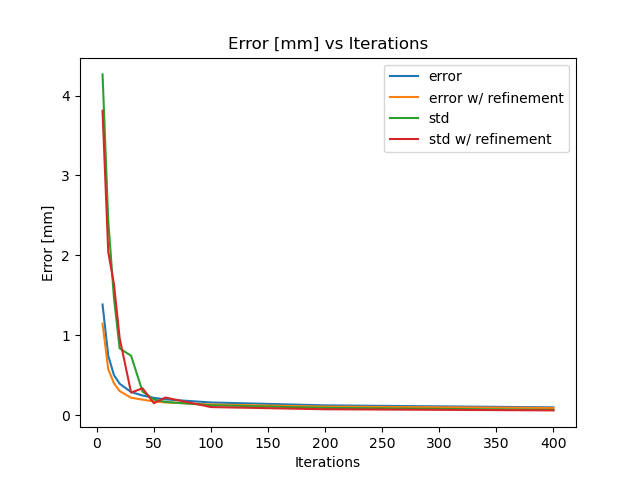 Error [mm] vs Iterations
error
error w/ refinement
std
std w/ refinement
Error [mm]
4
3
2
1
0
0 50 100 150 200 250 300 350 400
Iterations